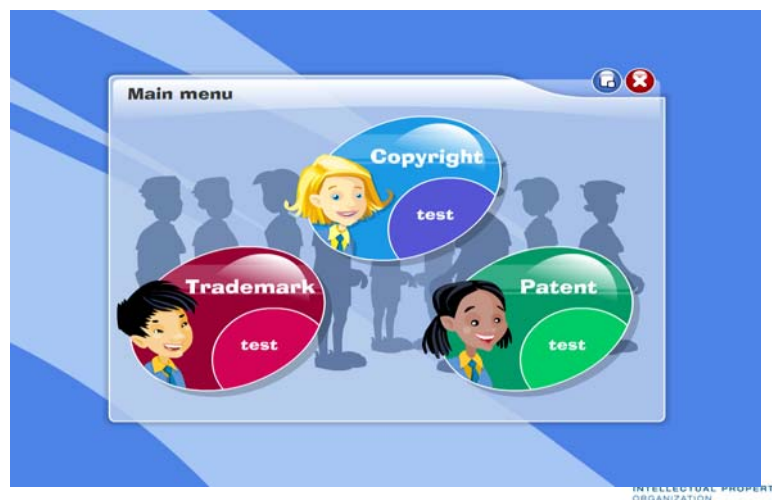 Main menu
Copyright
test
Trademark
test
Patent
test
INTELLECTUAL PROPERT
ORGANIZATION